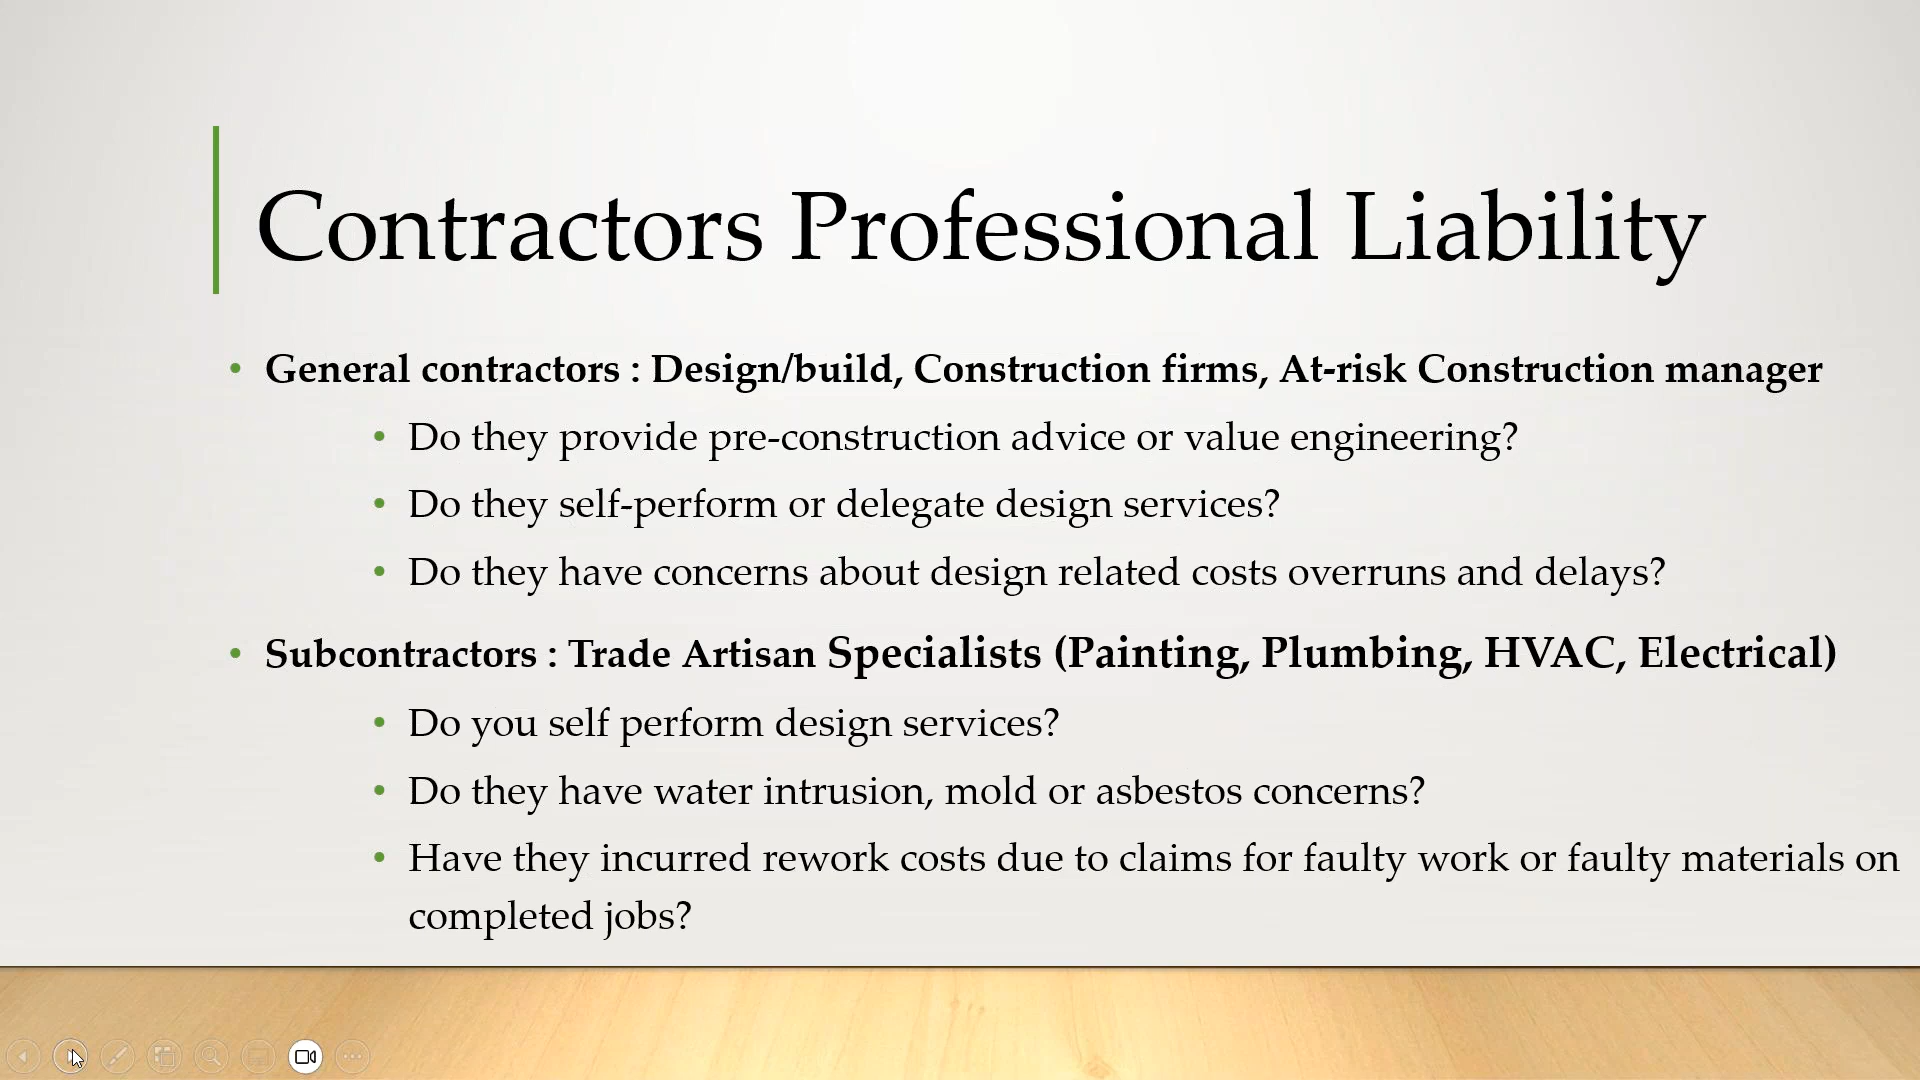 Contractors Professional Liability
• General contractors : Design/build, Construction firms, At-risk Construction manager
• Do they provide pre-construction advice or value engineering?
• Do they self-perform or delegate design services?
• Do they have concerns about design related costs overruns and delays?
• Subcontractors : Trade Artisan Specialists (Painting, Plumbing, HVAC, Electrical)
• Do you self perform design services?
• Do they have water intrusion, mold or asbestos concerns?
• Have they incurred rework costs due to claims for faulty work or faulty materials on
completed jobs?